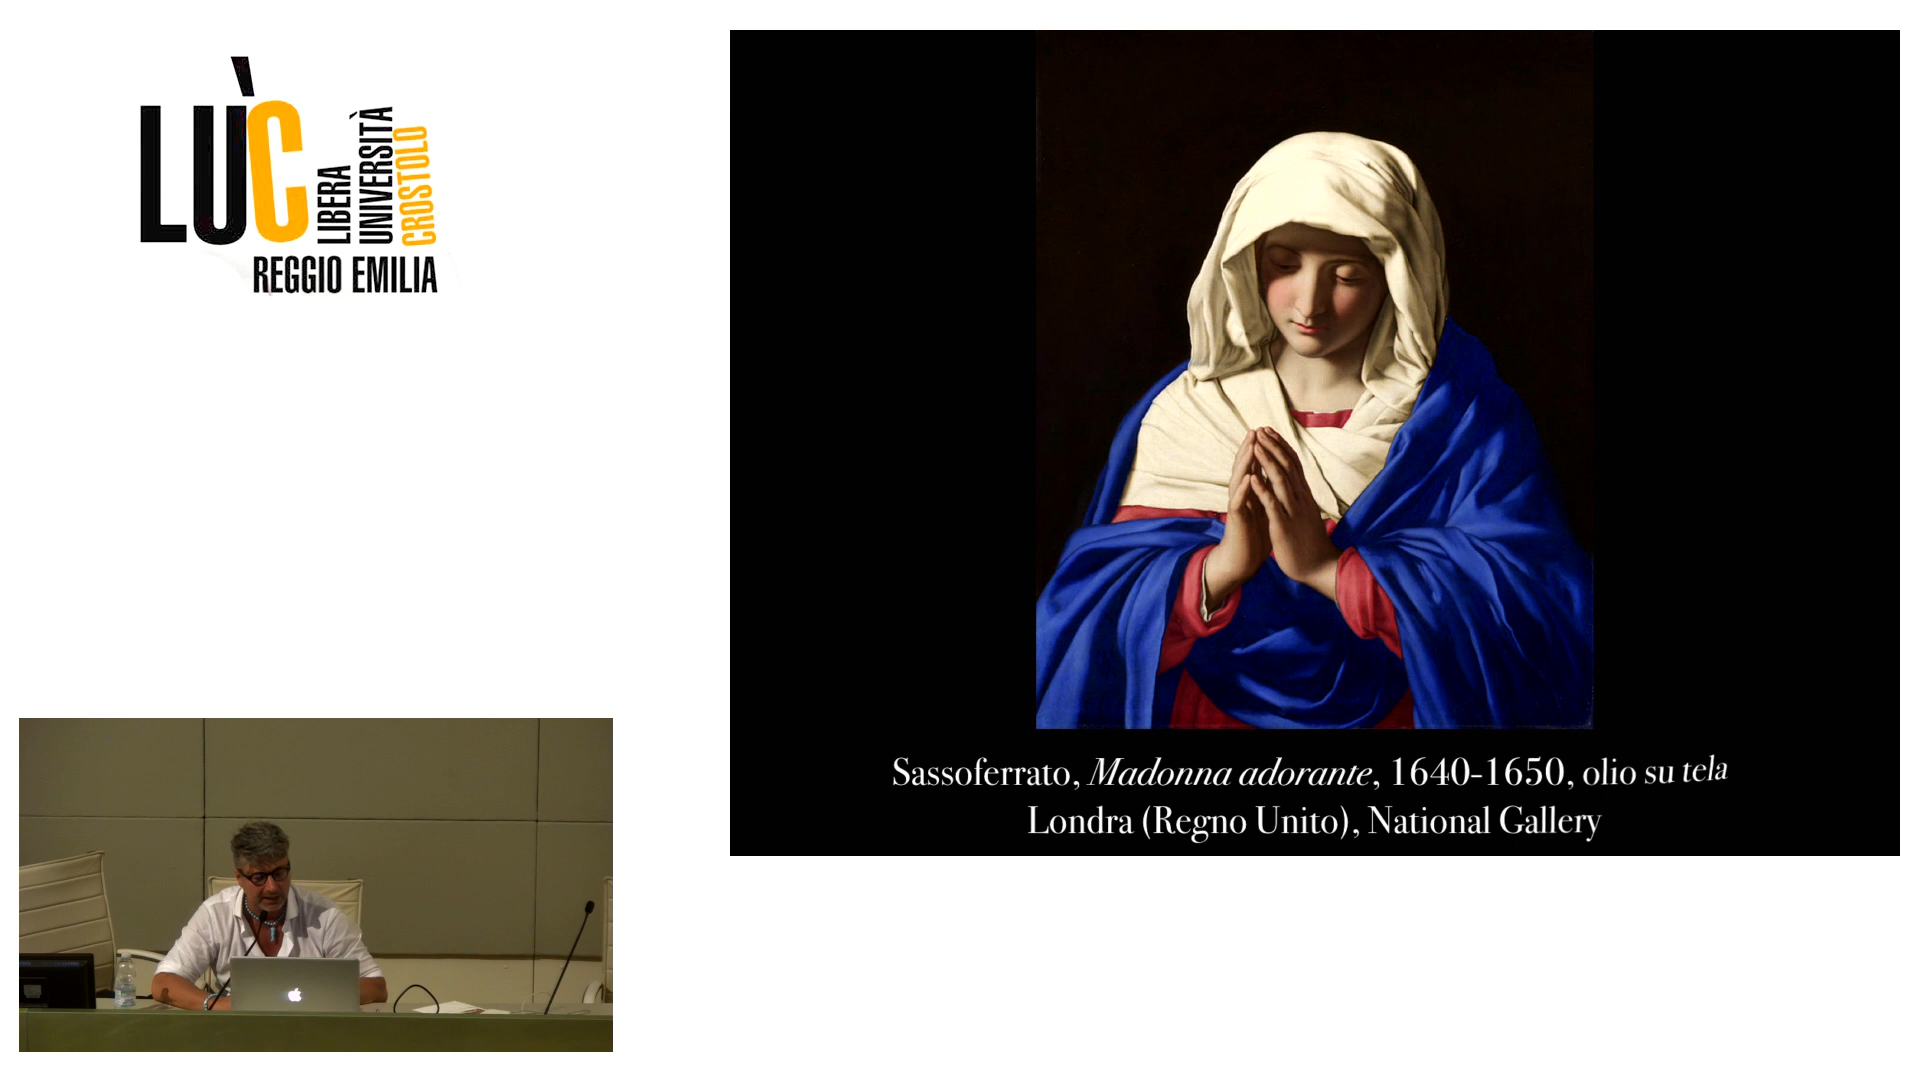 LÙC
LIBERA
UNIVERSITÀ
CROSTOLO
REGGIO EMILIA
Sassoferrato, Madonna adorante, 1640-1650, olio su tela
Londra (Regno Unito), National Gallery